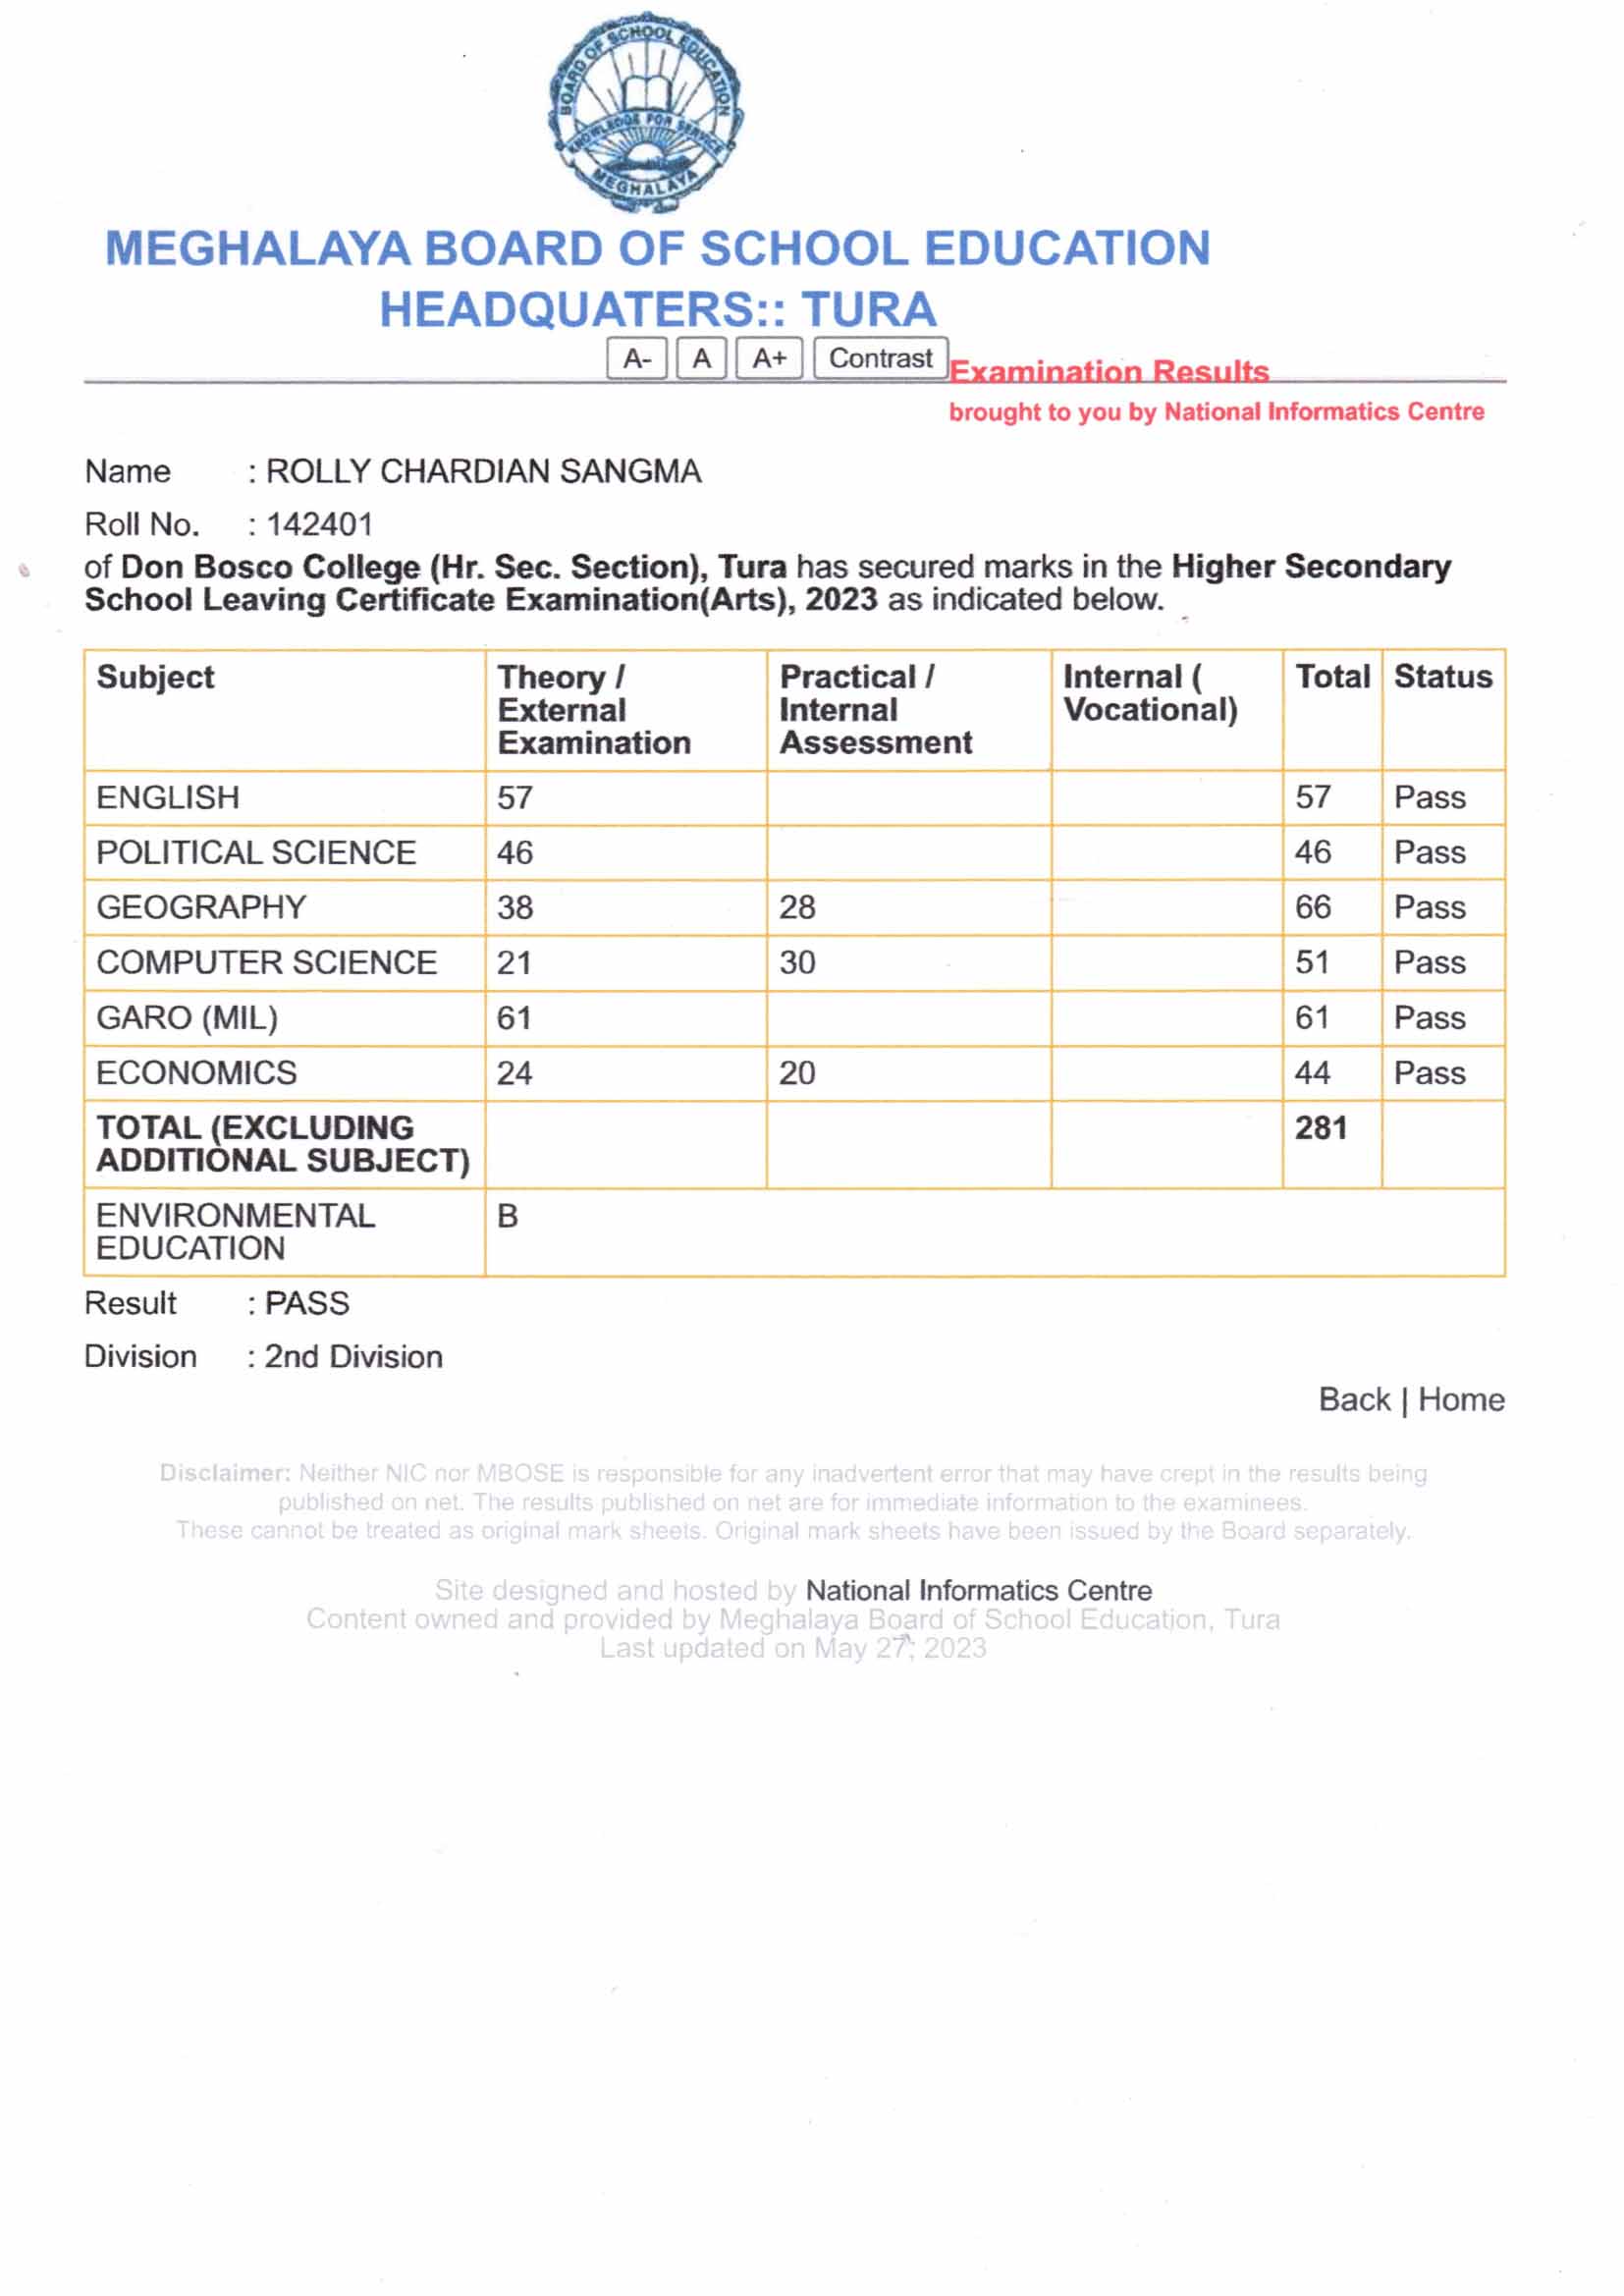 BOARD OF SCHOOL EDUCATION
KNOWLEDGE FOR SERVICE
MEGHALAYA
MEGHALAYA BOARD OF SCHOOL EDUCATION
HEADQUATERS:: TURA
A- A A+ Contrast Examination Results
brought to you by National Informatics Centre
Name : ROLLY CHARDIAN SANGMA
Roll No. : 142401
of Don Bosco College (Hr. Sec. Section), Tura has secured marks in the Higher Secondary
School Leaving Certificate Examination(Arts), 2023 as indicated below.
Subject Theory / Practical / Internal ( Total Status
External Internal Vocational)
Examination Assessment
ENGLISH 57 57 Pass
POLITICAL SCIENCE 46 46 Pass
GEOGRAPHY 38 28 66 Pass
COMPUTER SCIENCE 21 30 51 Pass
GARO (MIL) 61 61 Pass
ECONOMICS 24 20 44 Pass
TOTAL (EXCLUDING 281
ADDITIONAL SUBJECT)
ENVIRONMENTAL B
EDUCATION
Result : PASS
Division : 2nd Division
Back | Home
Disclaimer: Neither NIC nor MBOSE is responsible for any inadvertent error that may have crept in the results being
published on net. The results published on net are for immediate information to the examinees.
These cannot be treated as original mark sheets. Original mark sheets have been issued by the Board separately.
Site designed and hosted by National Informatics Centre
Content owned and provided by Meghalaya Board of School Education, Tura
Last updated on May 27, 2023